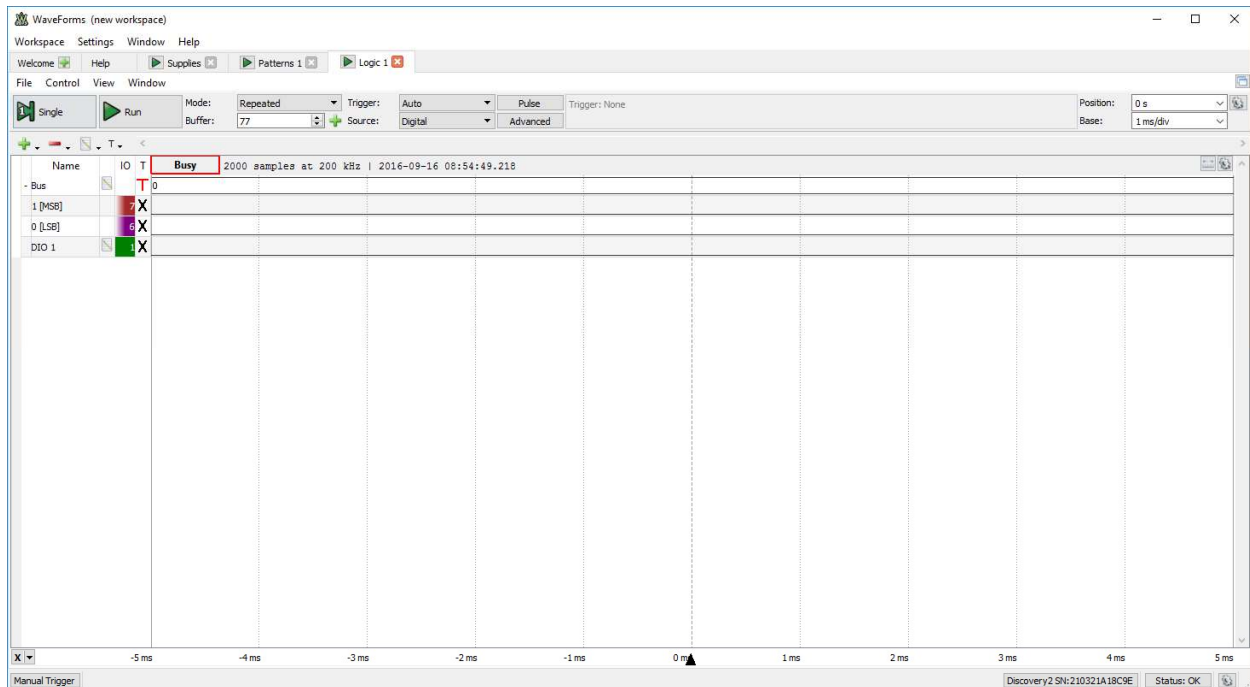 WaveForms (new workspace)
Workspace Settings Window Help
Welcome Help Supplies Patterns 1 Logic 1
File Control View Window
Single Run Mode: Repeated Trigger: Auto Pulse Trigger: None Position: 0 s
Buffer: 77 Source: Digital Advanced Base: 1 ms/div
T
Name IO T Busy 2000 samples at 200 kHz | 2016-09-16 08:54:49.218
- Bus T 0
1 [MSB] 7 X
0 [LSB] 6 X
DIO 1 1 X
X -5 ms -4 ms -3 ms -2 ms -1 ms 0 ms 1 ms 2 ms 3 ms 4 ms 5 ms
Manual Trigger Discovery2 SN:210321A18C9E Status: OK